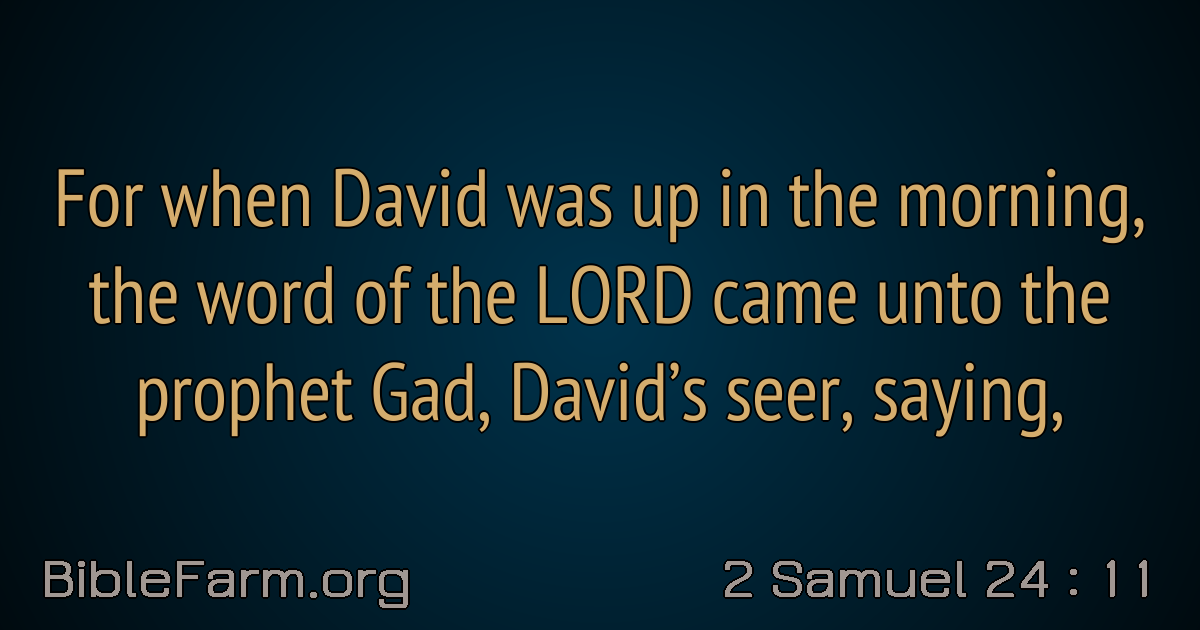 For when David was up in the morning,
the word of the LORD came unto the
prophet Gad, David’s seer, saying,
BibleFarm.org
2 Samuel 24 : 11